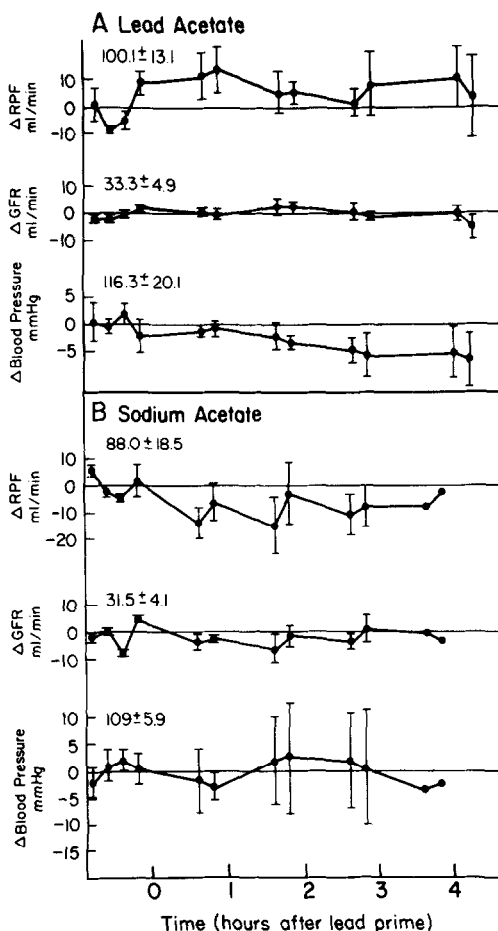 A Lead Acetate
100.1±13.1
ΔRPF
ml/min
10
0
-10
33.3±4.9
ΔGFR
ml/min
10
0
-10
116.3±20.1
ΔBlood Pressure
mmHg
5
0
-5
B Sodium Acetate
88.0±18.5
ΔRPF
ml/min
10
0
-10
-20
31.5±4.1
ΔGFR
ml/min
10
0
-10
109±5.9
ΔBlood Pressure
mmHg
10
5
0
-5
-10
-15
0 1 2 3 4
Time (hours after lead prime)